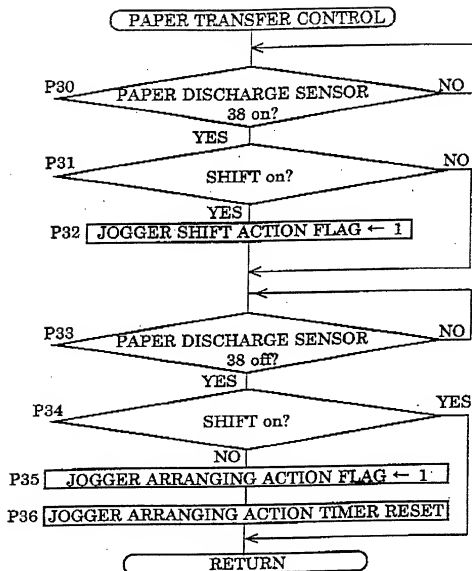 PAPER TRANSFER CONTROL
P30
PAPER DISCHARGE SENSOR
38 on?
NO
YES
P31
SHIFT on?
NO
YES
P32
JOGGER SHIFT ACTION FLAG ← 1
P33
PAPER DISCHARGE SENSOR
38 off?
NO
YES
P34
SHIFT on?
YES
NO
P35
JOGGER ARRANGING ACTION FLAG ← 1
P36
JOGGER ARRANGING ACTION TIMER RESET
RETURN